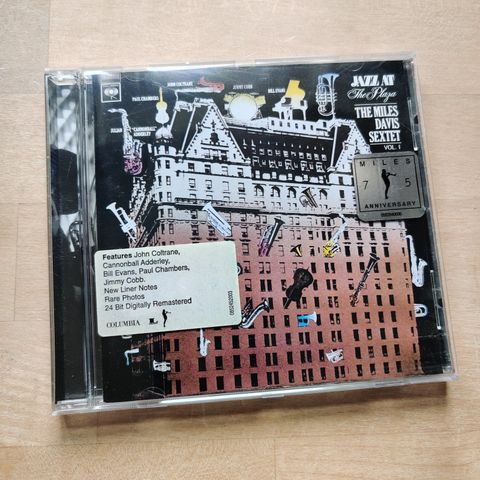 JAZZ AT
The Plaza
THE MILES
DAVIS
SEXTET
VOL. I
JOHN COLTRANE
JIMMY COBB
BILL EVANS
PAUL CHAMBERS
JULIAN "CANNONBALL"
ADDERLEY
MILES
7 5
ANNIVERSARY
Features John Coltrane,
Cannonball Adderley,
Bill Evans, Paul Chambers,
Jimmy Cobb.
New Liner Notes
Rare Photos
24 Bit Digitally Remastered
COLUMBIA